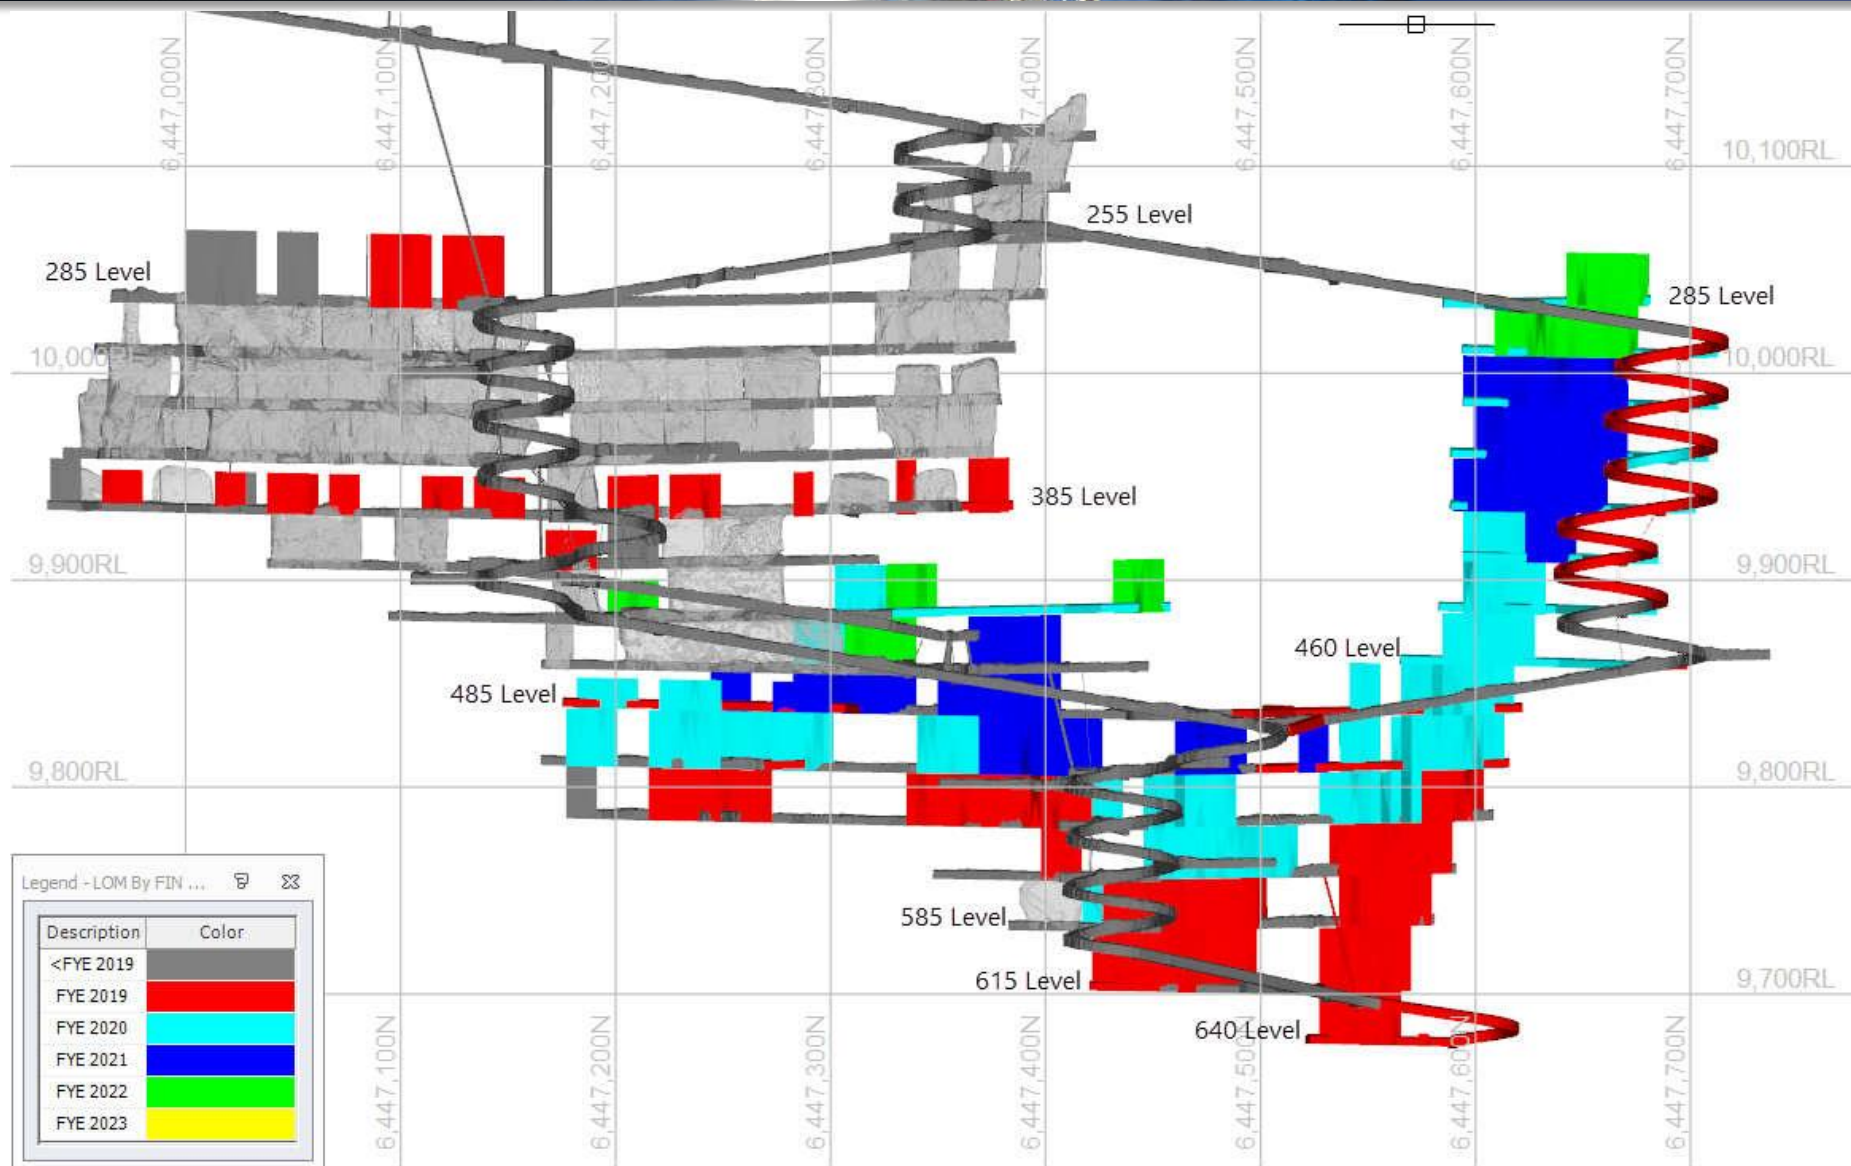 6,447,000N
6,447,100N
6,447,200N
6,447,300N
6,447,400N
6,447,500N
6,447,600N
6,447,700N
10,100RL
255 Level
285 Level
285 Level
10,000RL
10,000RL
385 Level
9,900RL
9,900RL
460 Level
485 Level
9,800RL
9,800RL
585 Level
615 Level
9,700RL
640 Level
Legend - LOM By FIN ...
Description Color
<FYE 2019
FYE 2019
FYE 2020
FYE 2021
FYE 2022
FYE 2023
6,447,100N
6,447,200N
6,447,300N
6,447,400N
6,447,500N
6,447,600N
6,447,700N